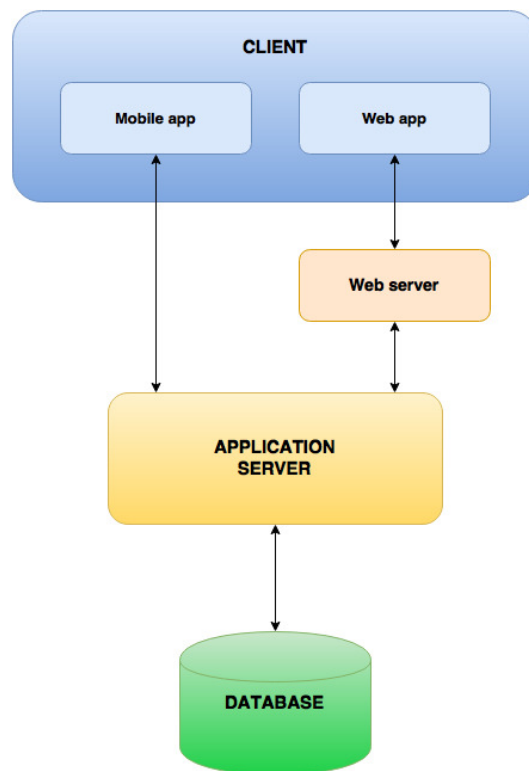 CLIENT
Mobile app
Web app
Web server
APPLICATION
SERVER
DATABASE